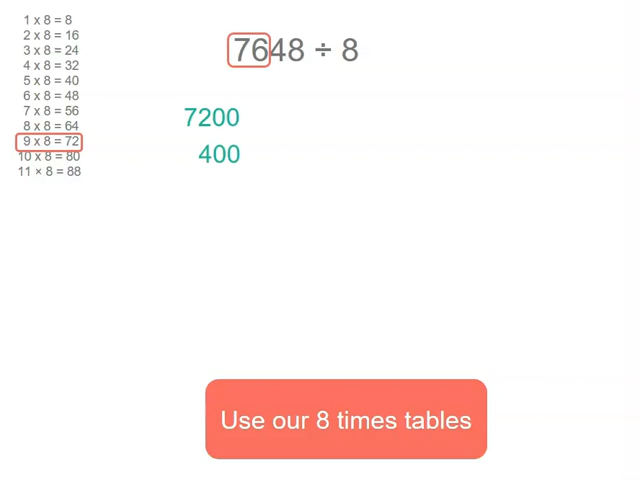 1 x 8 = 8
2 x 8 = 16
3 x 8 = 24
4 x 8 = 32
5 x 8 = 40
6 x 8 = 48
7 x 8 = 56
8 x 8 = 64
9 x 8 = 72
10 x 8 = 80
11 × 8 = 88
7648 ÷ 8
7200
400
Use our 8 times tables